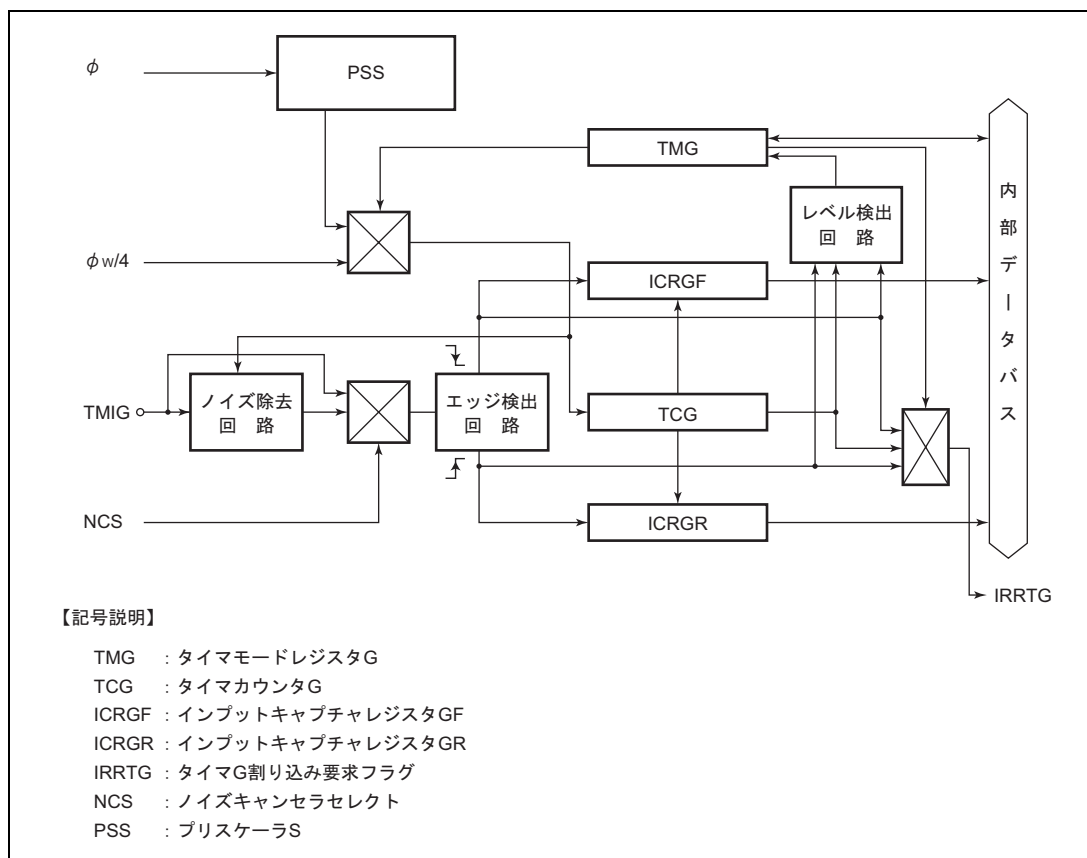 φ
PSS
TMG
レベル検出
回 路
内部データバス
φw/4
ICRGF
TMIG
ノイズ除去
回 路
エッジ検出
回 路
TCG
NCS
ICRGR
IRRTG
【記号説明】
TMG :タイマモードレジスタG
TCG :タイマカウンタG
ICRGF :インプットキャプチャレジスタGF
ICRGR :インプットキャプチャレジスタGR
IRRTG :タイマG割り込み要求フラグ
NCS :ノイズキャンセラセレクト
PSS :プリスケーラS